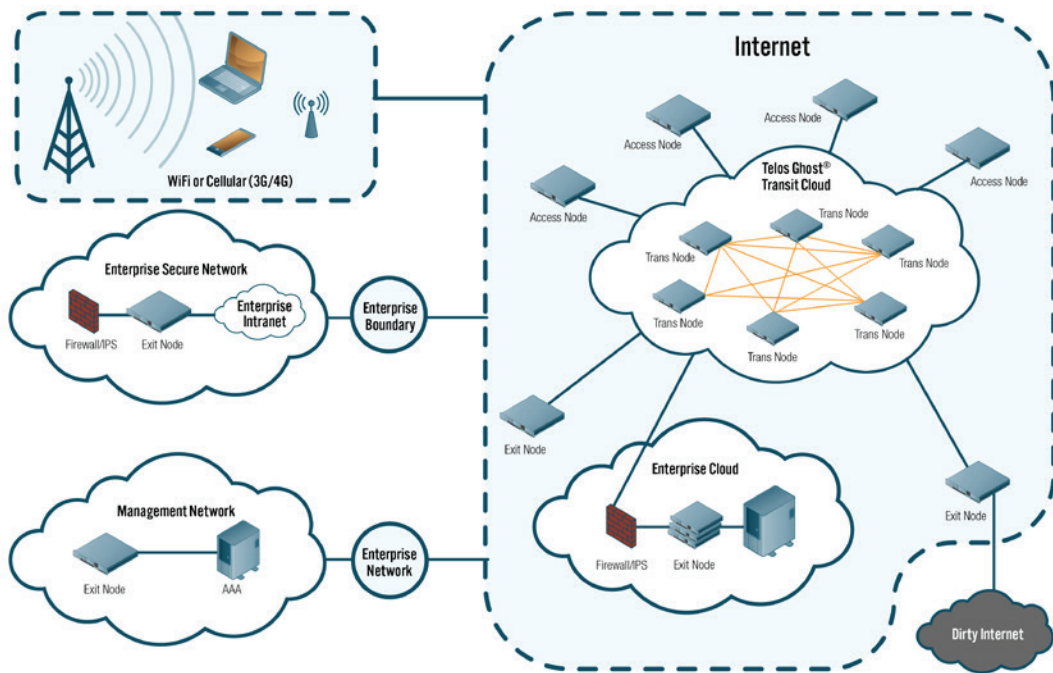 WiFi or Cellular (3G/4G)
Enterprise Secure Network
Firewall/IPS
Exit Node
Enterprise
Intranet
Enterprise
Boundary
Management Network
Exit Node
AAA
Enterprise
Network
Internet
Access Node
Access Node
Access Node
Access Node
Telos Ghost®
Transit Cloud
Trans Node
Trans Node
Trans Node
Trans Node
Trans Node
Trans Node
Exit Node
Enterprise Cloud
Firewall/IPS
Exit Node
Exit Node
Dirty Internet